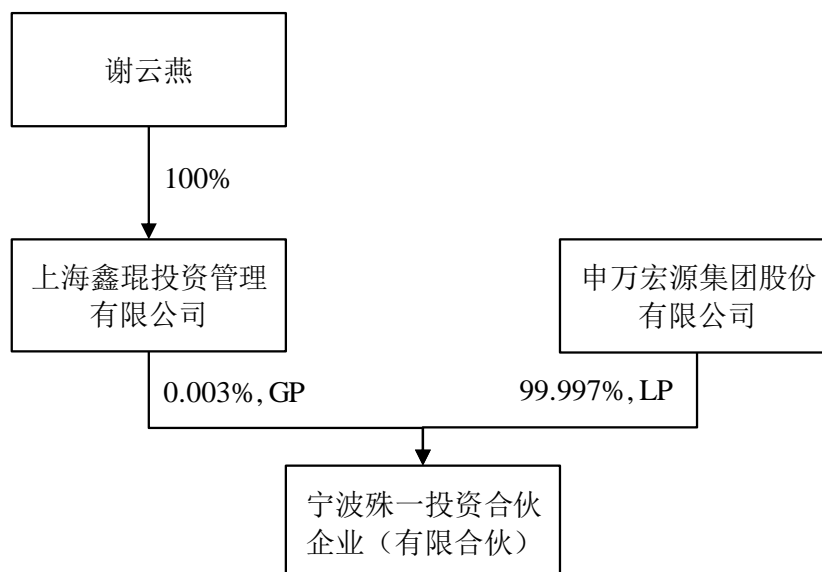 谢云燕
100%
上海鑫琨投资管理
有限公司
申万宏源集团股份
有限公司
0.003%, GP
99.997%, LP
宁波殊一投资合伙
企业（有限合伙）